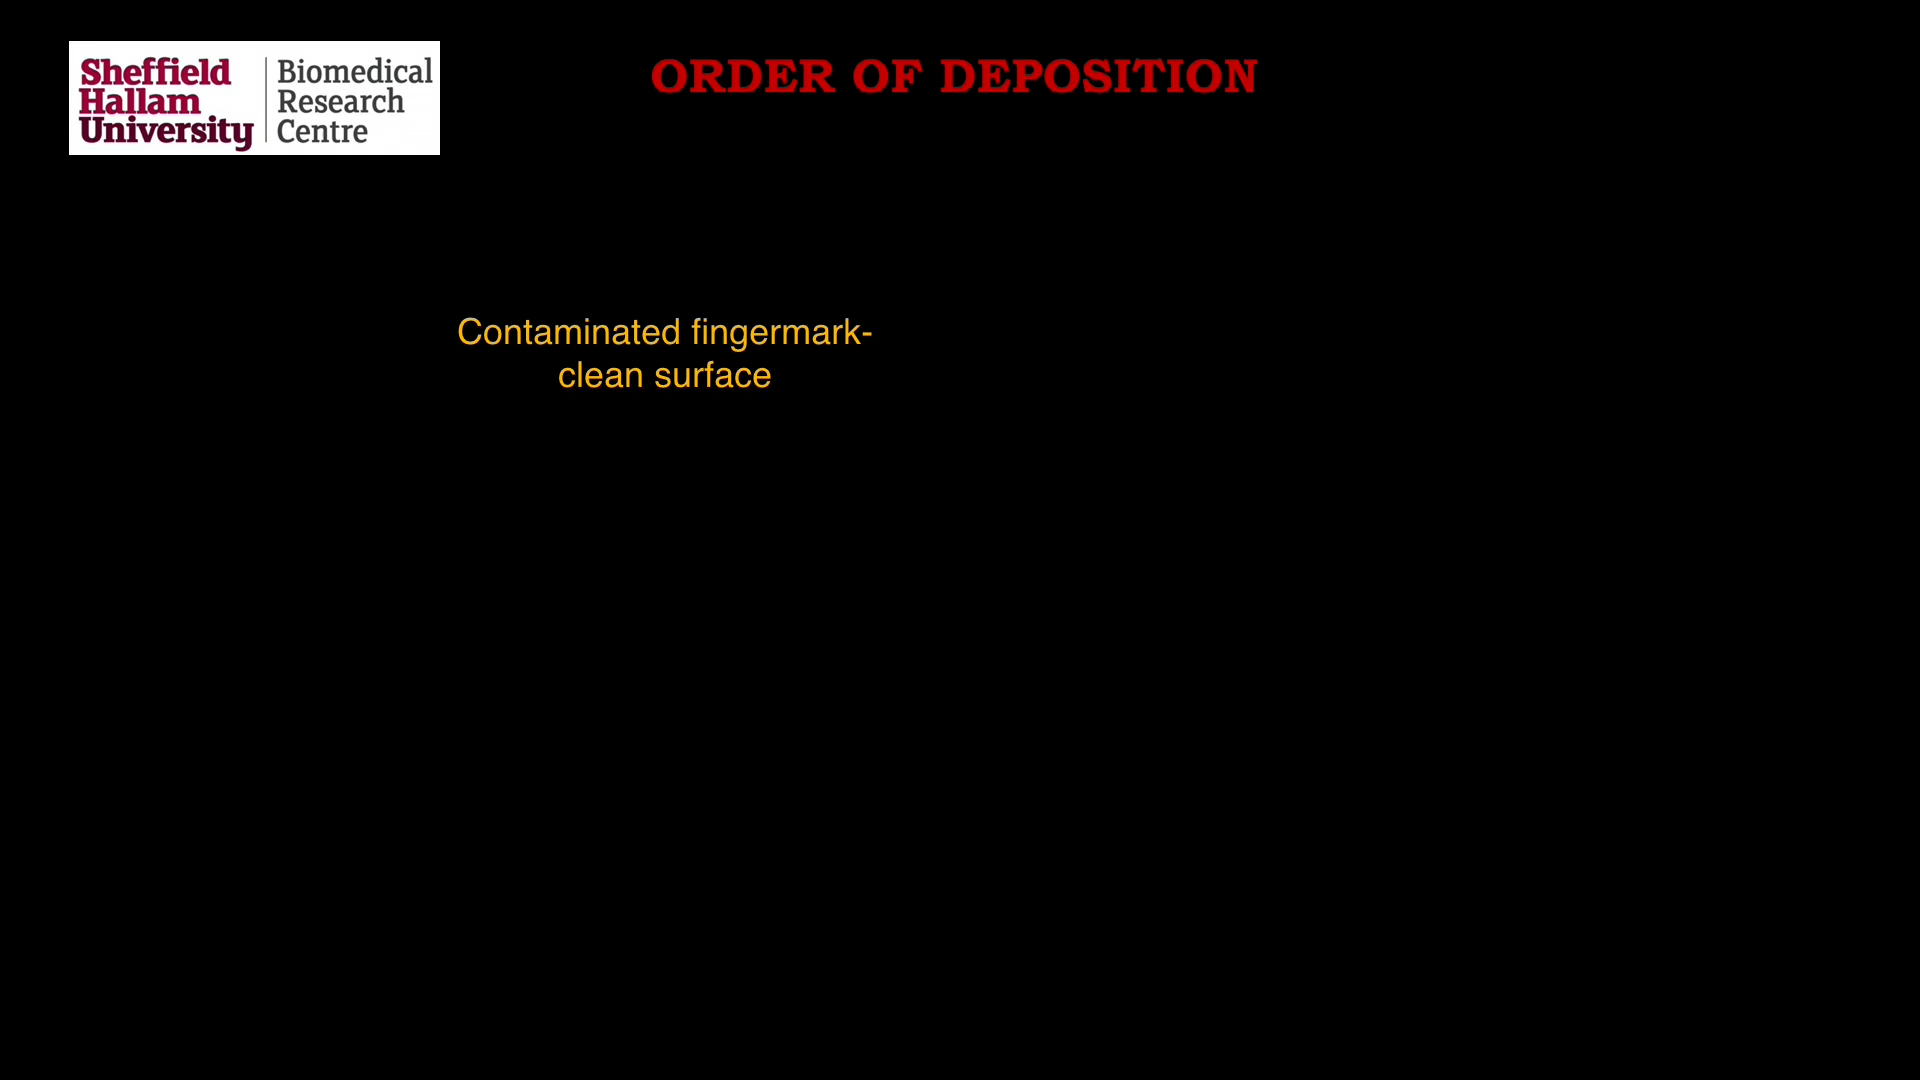 Sheffield
Hallam
University
Biomedical
Research
Centre
ORDER OF DEPOSITION
Contaminated fingermark-
clean surface